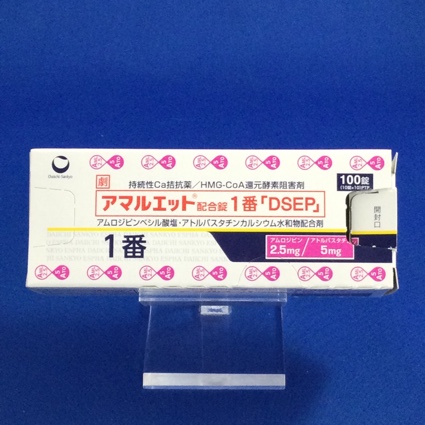 Daiichi-Sankyo
劇
持続性Ca拮抗薬/HMG-CoA還元酵素阻害剤
100錠
(10錠×10)PTP
アマルエット®配合錠1番「DSEP」
アムロジピンベシル酸塩・アトルバスタチンカルシウム水和物配合剤
開封口
1番
アムロジピン/アトルバスタチン
2.5mg/5mg